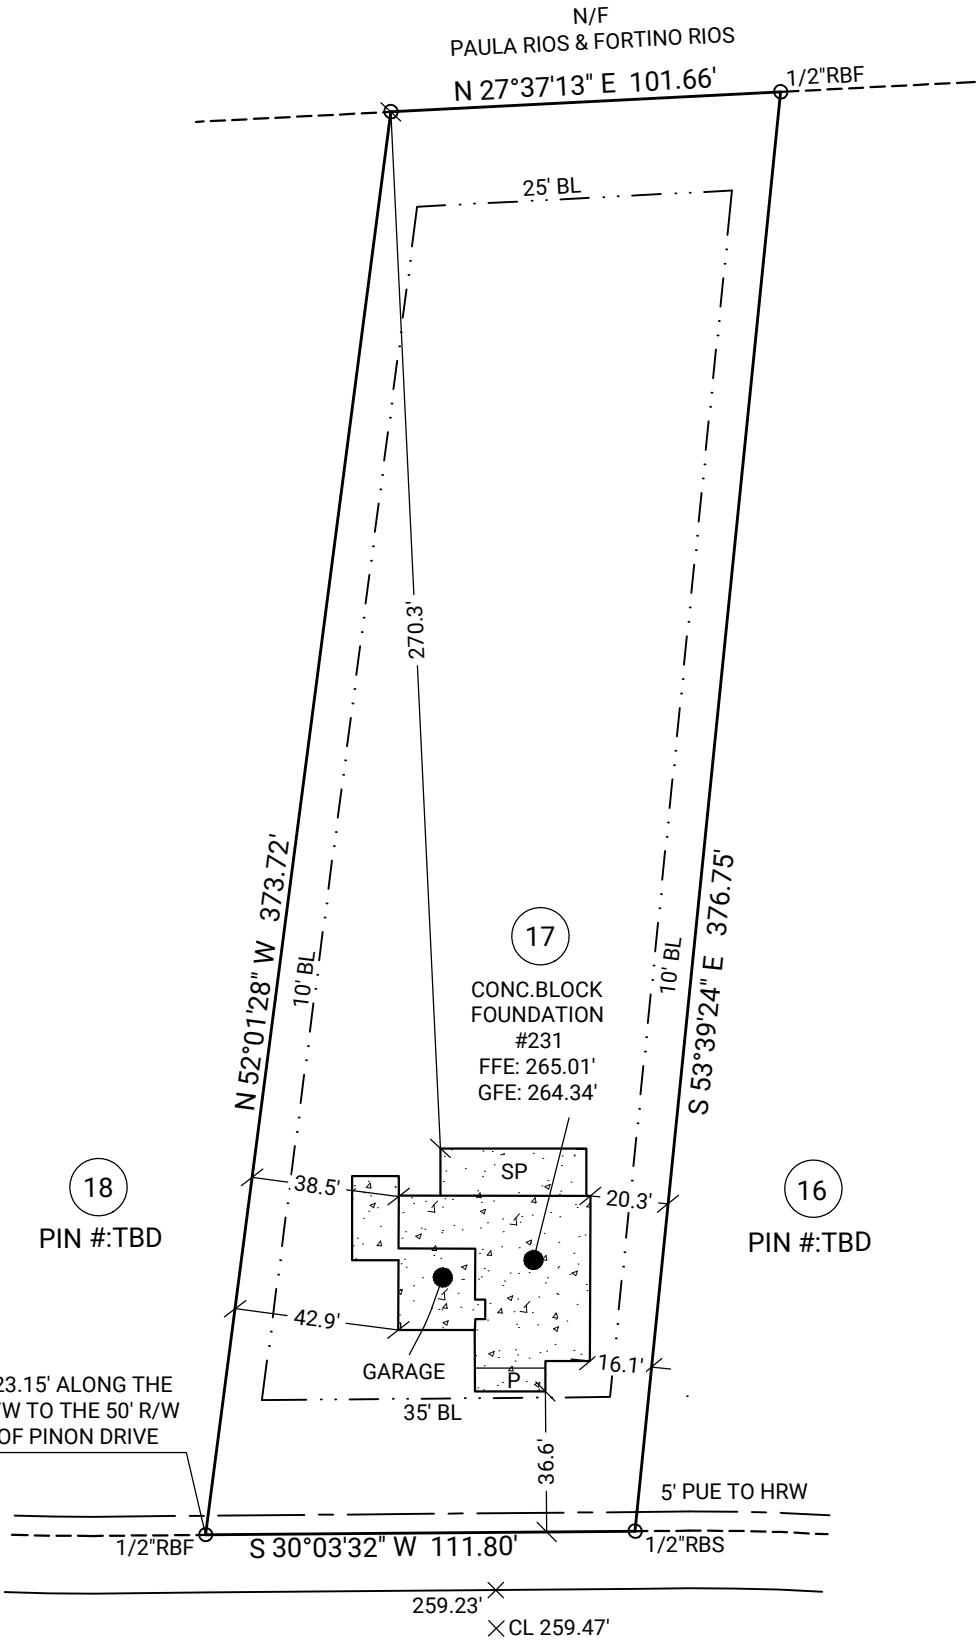 N/F
PAULA RIOS & FORTINO RIOS
N 27°37'13" E 101.66'
1/2"RBF
25' BL
270.3'
N 52°01'28" W 373.72'
10' BL
10' BL
S 53°39'24" E 376.75'
17
CONC.BLOCK
FOUNDATION
#231
FFE: 265.01'
GFE: 264.34'
18
PIN #:TBD
16
PIN #:TBD
SP
38.5'
20.3'
42.9'
16.1'
GARAGE
P
35' BL
36.6'
23.15' ALONG THE
/W TO THE 50' R/W
OF PINON DRIVE
5' PUE TO HRW
1/2"RBF
S 30°03'32" W 111.80'
1/2"RBS
259.23'
CL 259.47'